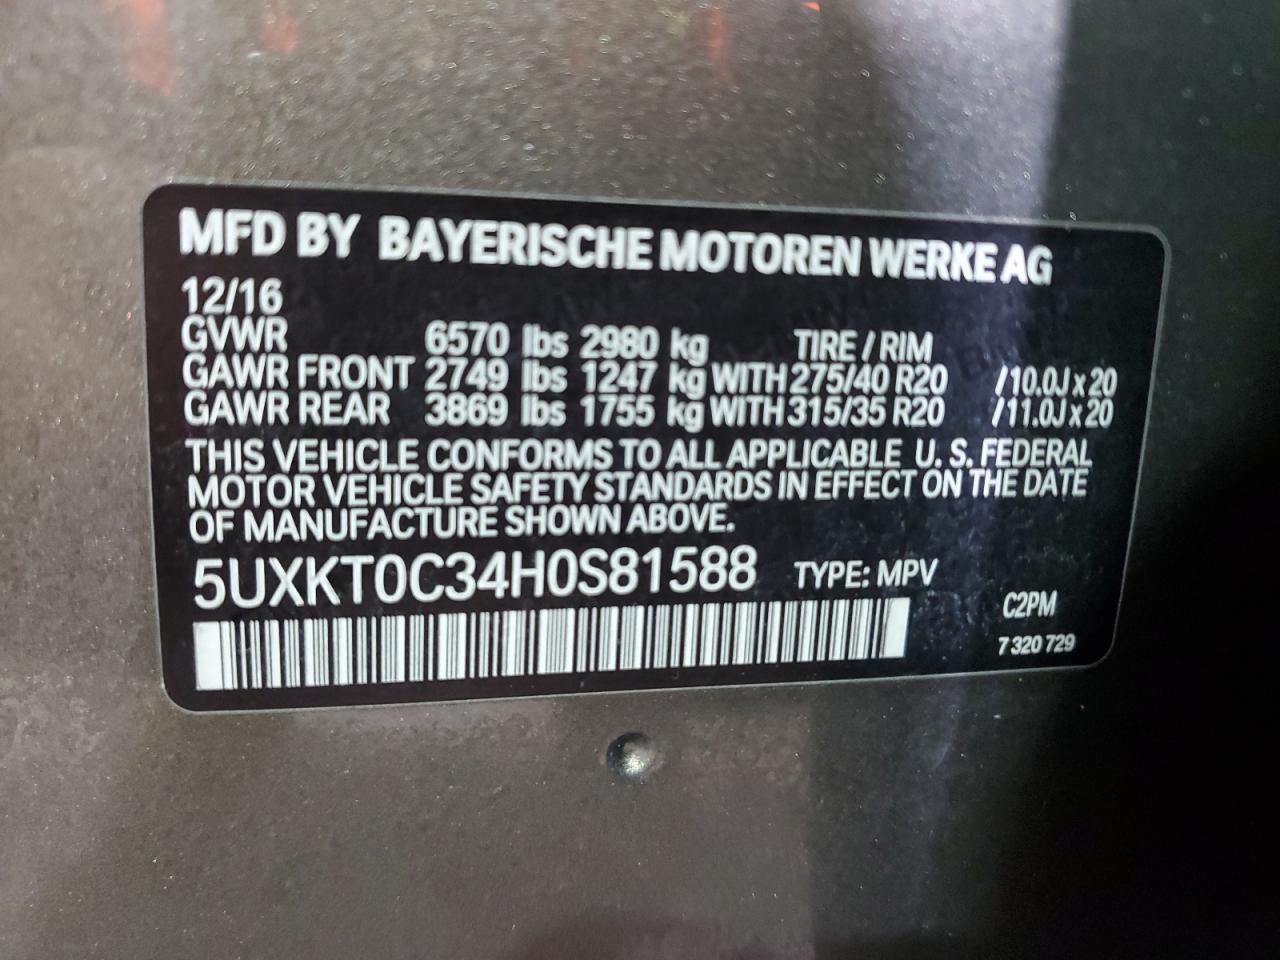 MFD BY BAYERISCHE MOTOREN WERKE AG
12/16
GVWR 6570 lbs 2980 kg TIRE / RIM
GAWR FRONT 2749 lbs 1247 kg WITH 275/40 R20 /10.0J x 20
GAWR REAR 3869 lbs 1755 kg WITH 315/35 R20 /11.0J x 20
THIS VEHICLE CONFORMS TO ALL APPLICABLE U. S. FEDERAL
MOTOR VEHICLE SAFETY STANDARDS IN EFFECT ON THE DATE
OF MANUFACTURE SHOWN ABOVE.
5UXKT0C34H0S81588 TYPE: MPV
C2PM
7 320 729